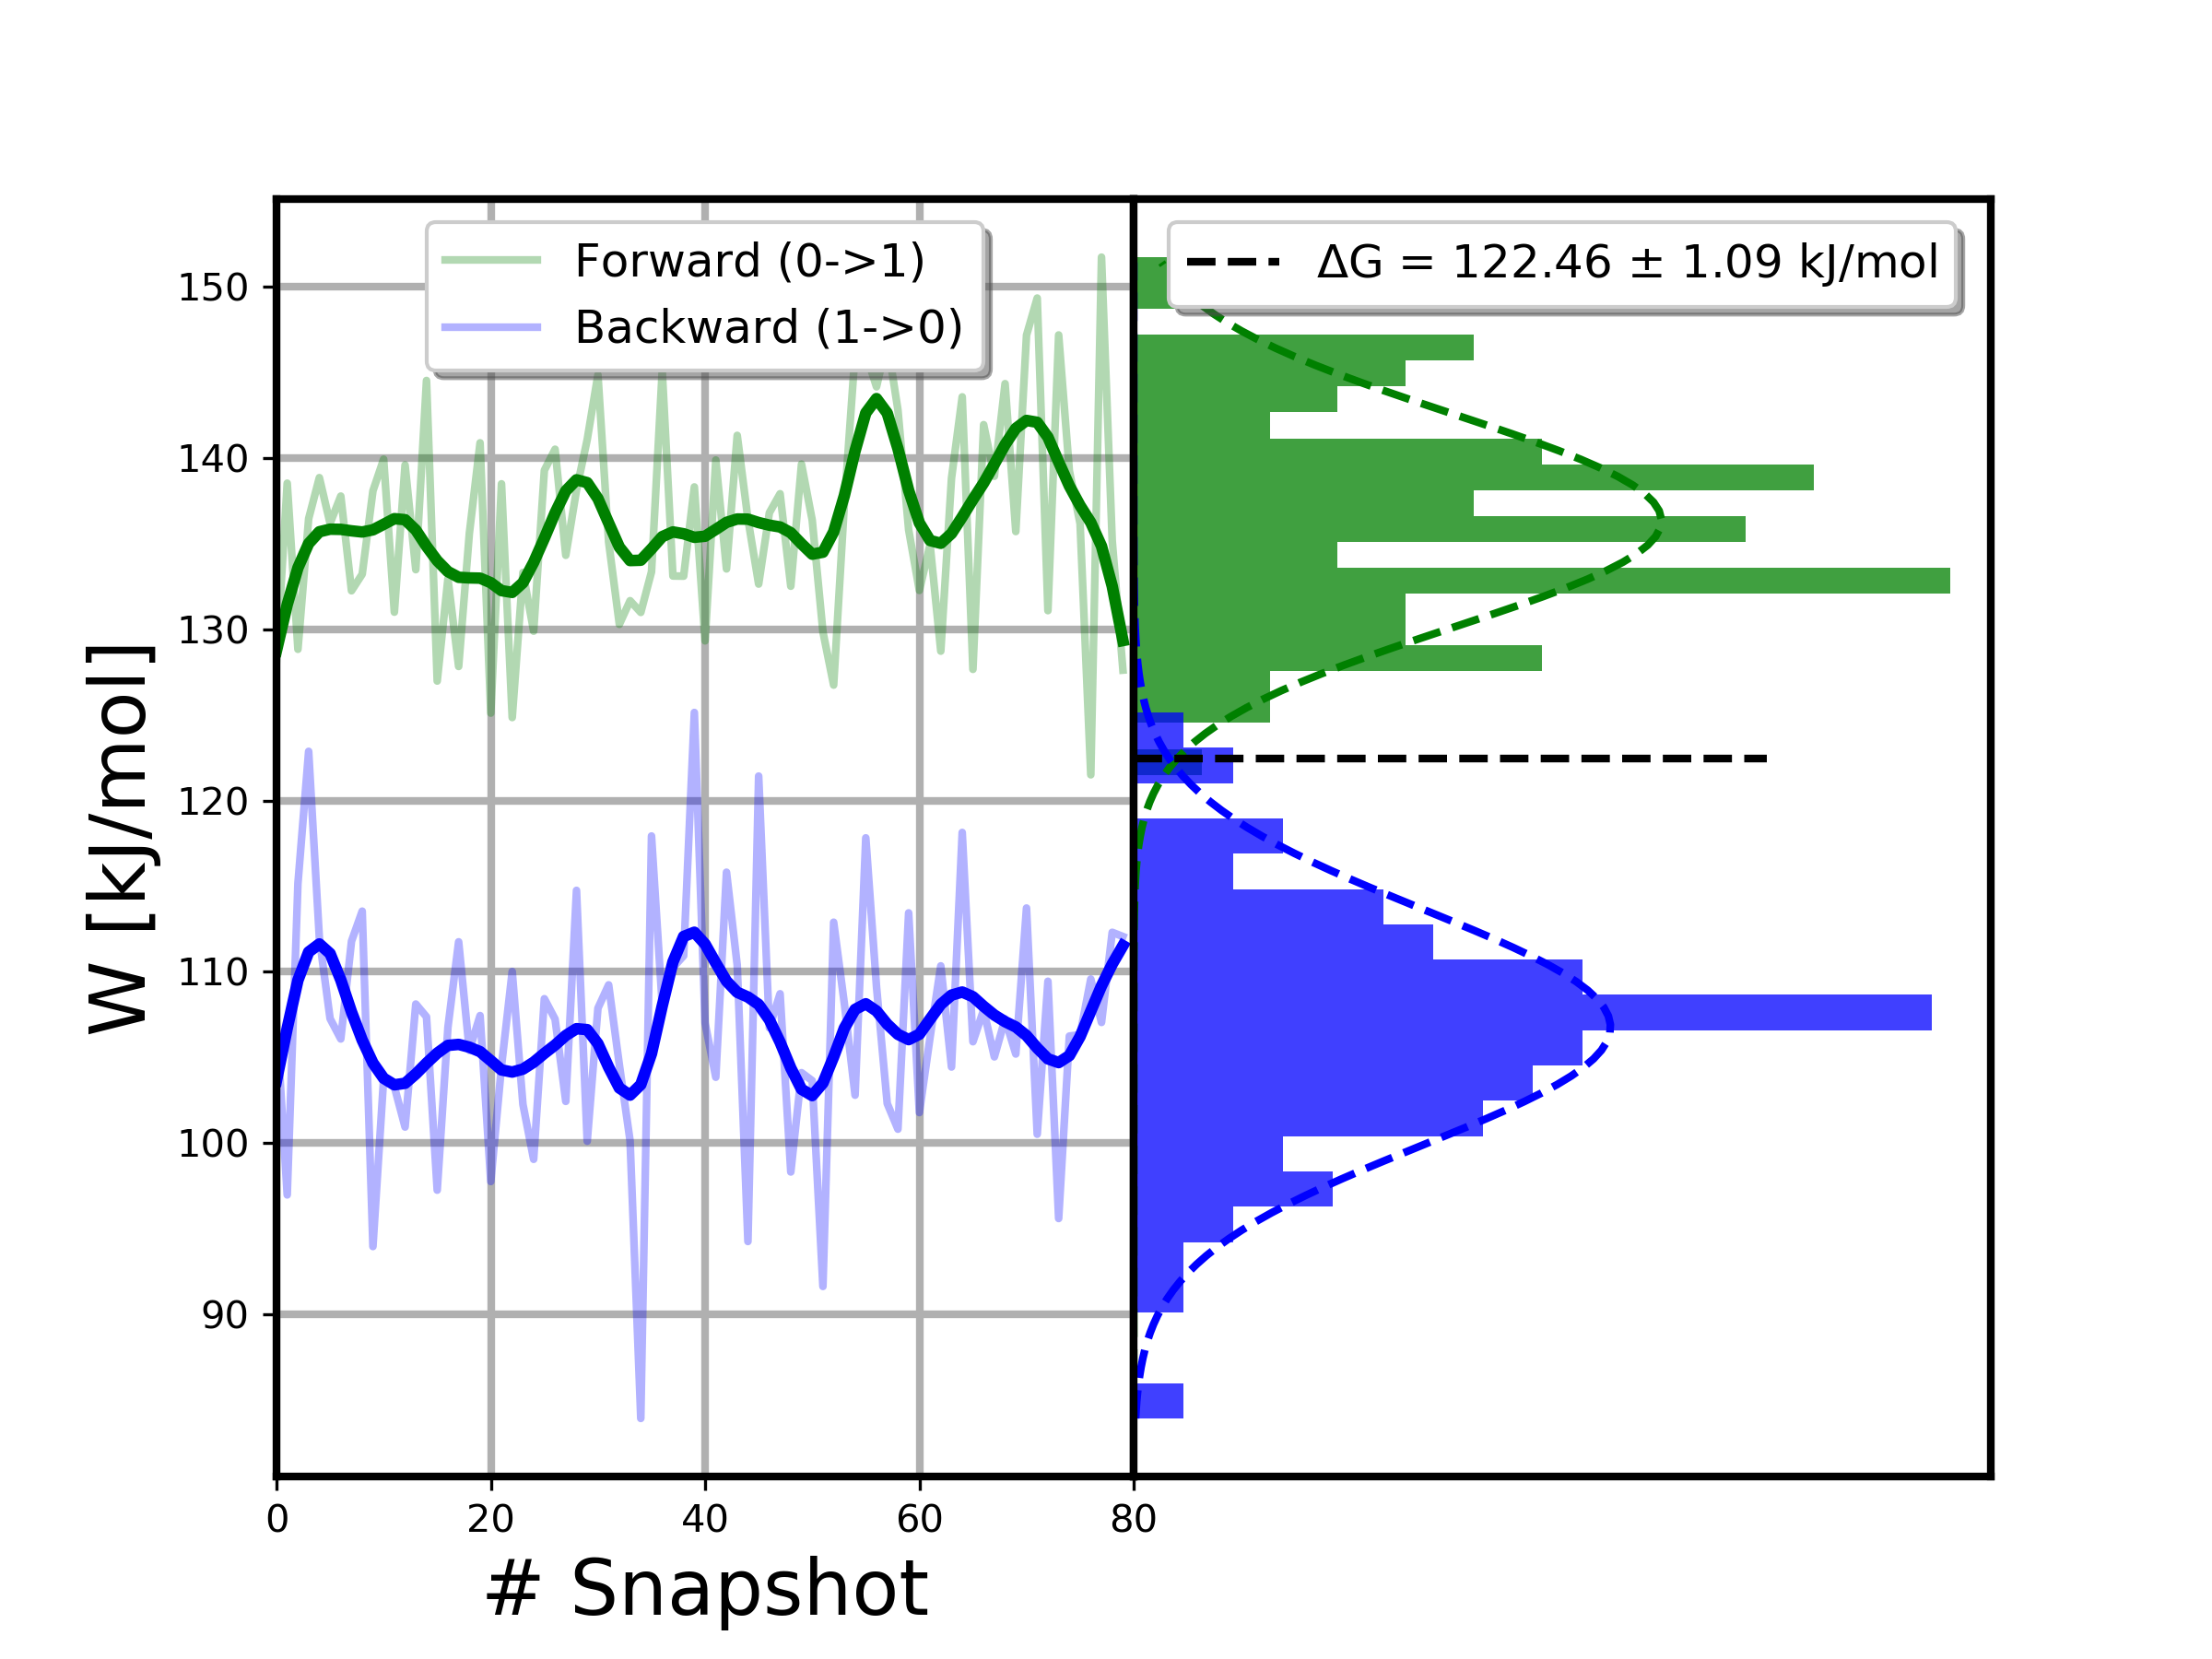 Forward (0->1)
Backward (1->0)
ΔG = 122.46 ± 1.09 kJ/mol
150
140
130
120
110
100
90
W [kJ/mol]
0 20 40 60 80
# Snapshot